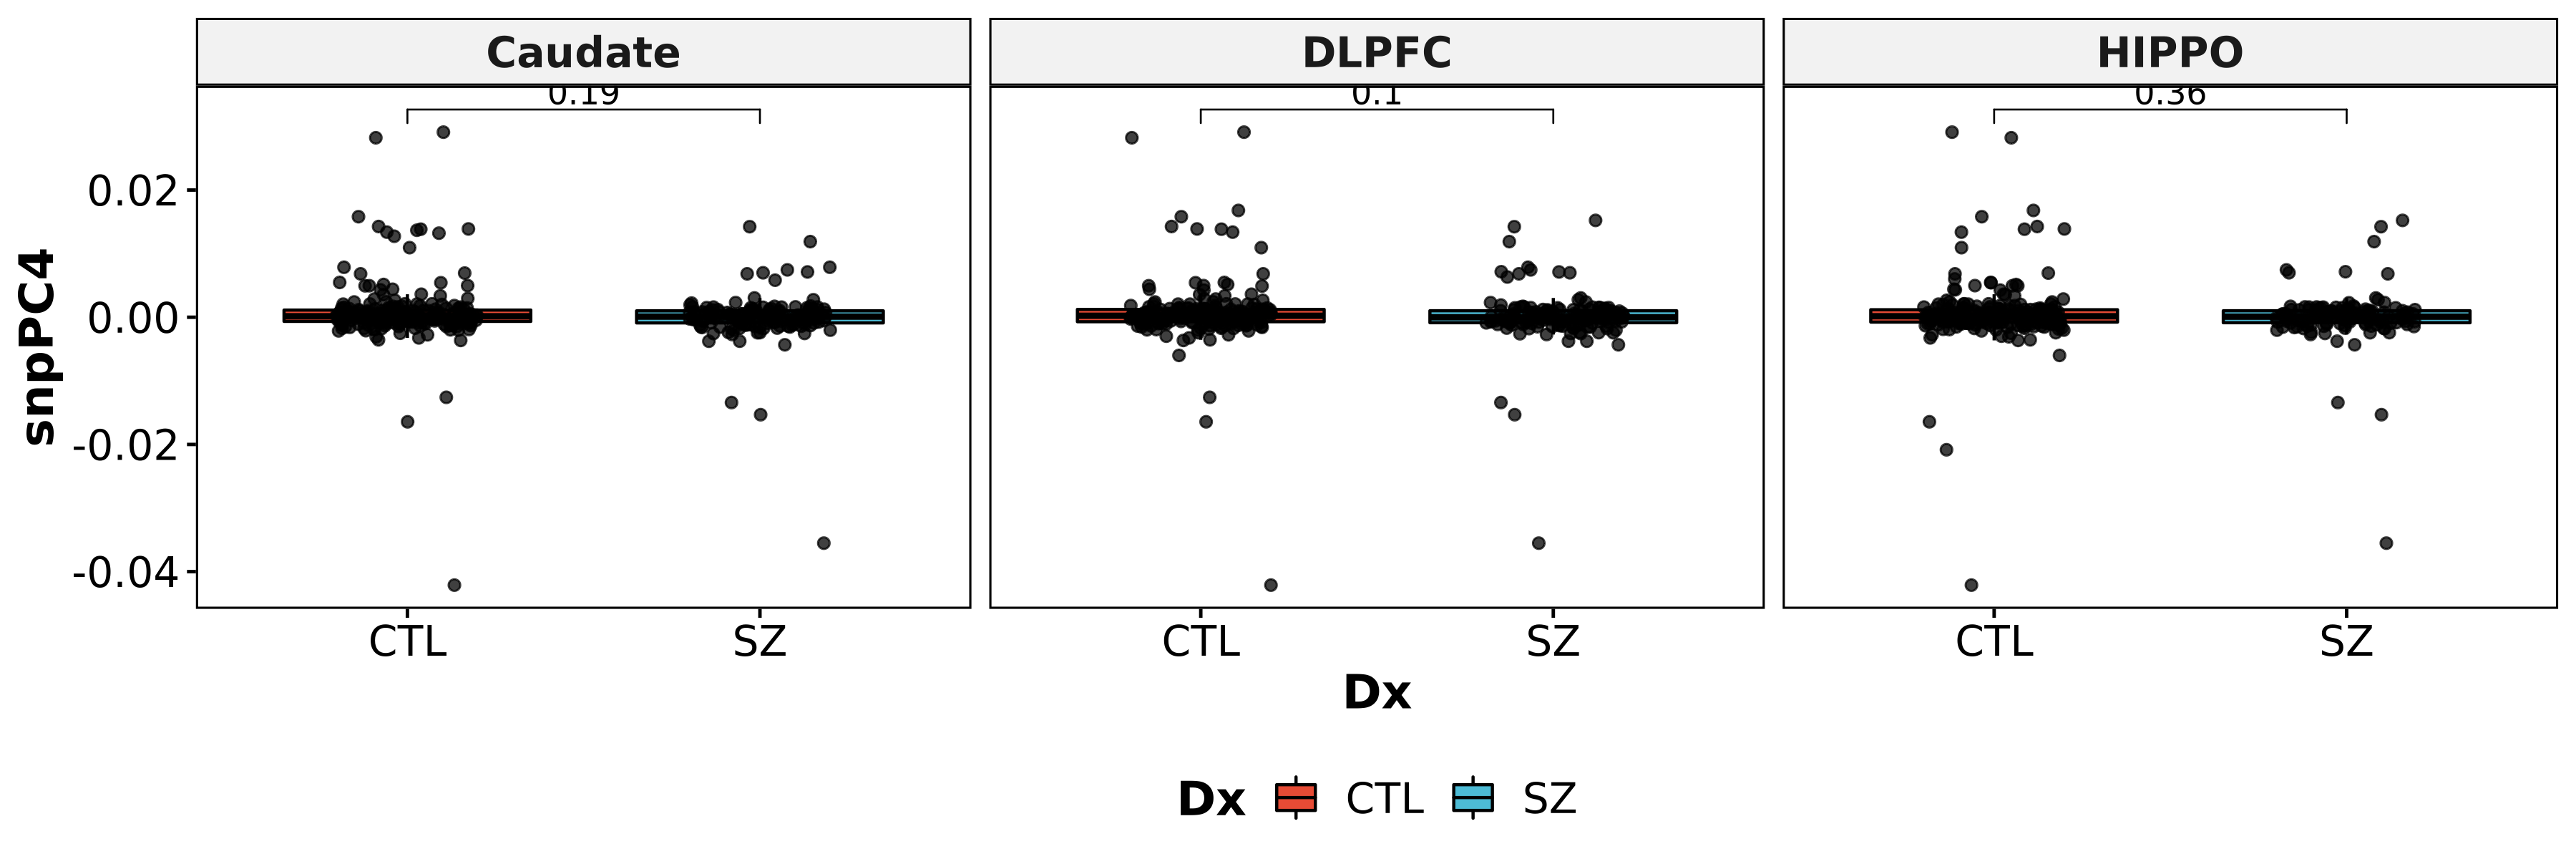 Caudate DLPFC HIPPO
0.19 0.1 0.36
0.02
0.00
-0.02
-0.04
snpPC4
CTL SZ CTL SZ CTL SZ
Dx
Dx CTL SZ